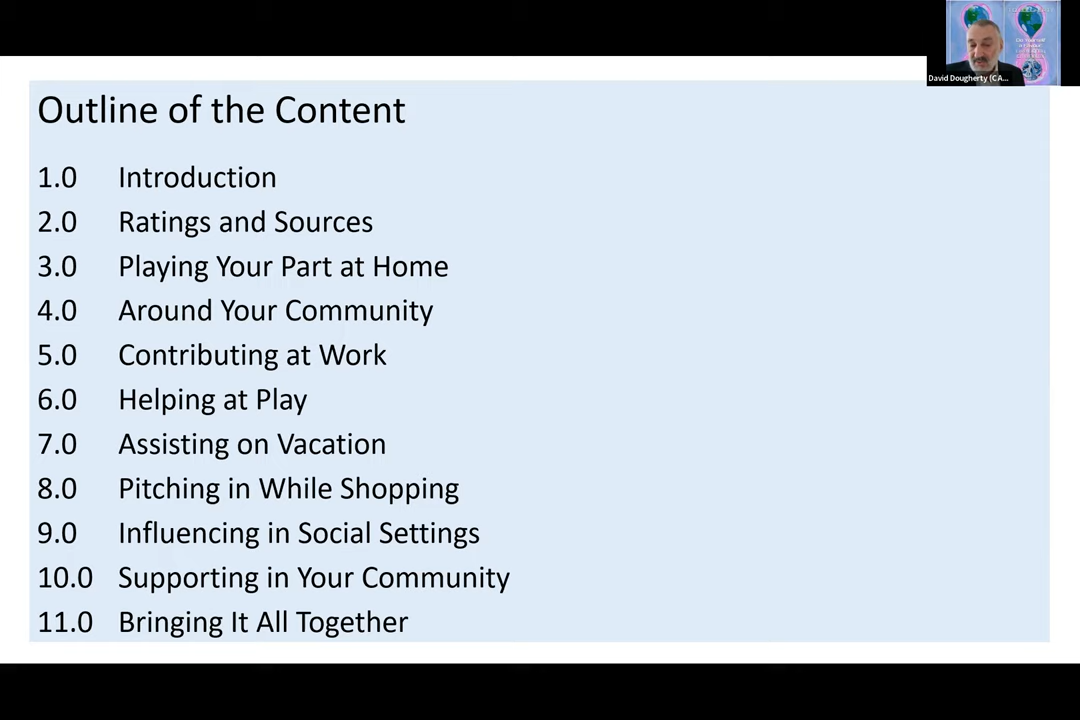 Outline of the Content
1.0 Introduction
2.0 Ratings and Sources
3.0 Playing Your Part at Home
4.0 Around Your Community
5.0 Contributing at Work
6.0 Helping at Play
7.0 Assisting on Vacation
8.0 Pitching in While Shopping
9.0 Influencing in Social Settings
10.0 Supporting in Your Community
11.0 Bringing It All Together
David Dougherty (CA...